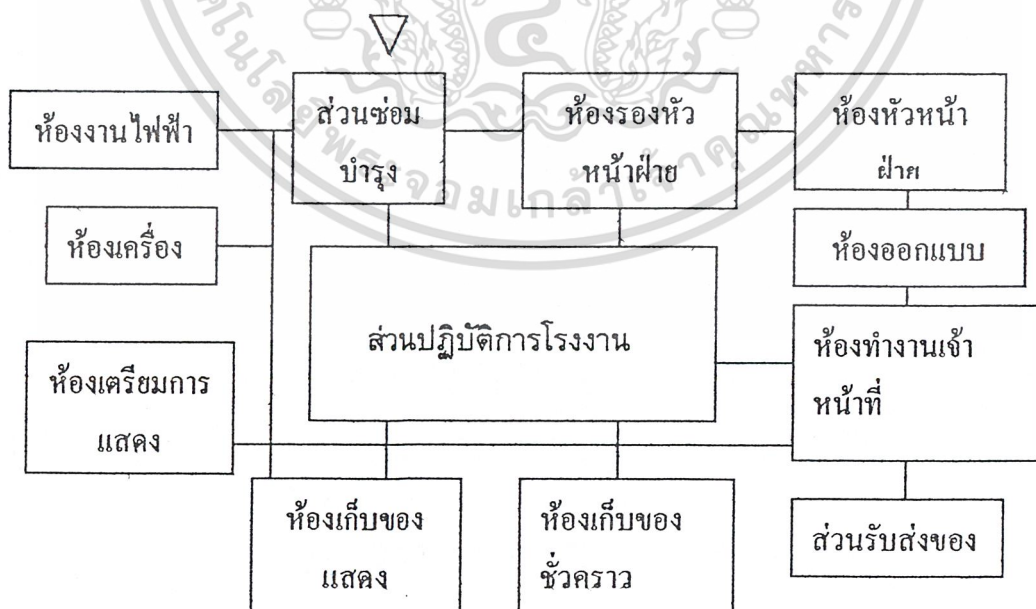 ส่วนซ่อม
บำรุง
ห้องรองหัว
หน้าฝ่าย
ห้องหัวหน้า
ฝ่าย
ห้องงานไฟฟ้า
ห้องเครื่อง
ห้องออกแบบ
ส่วนปฏิบัติการโรงงาน
ห้องทำงานเจ้า
หน้าที่
ห้องเตรียมการ
แสดง
ห้องเก็บของ
แสดง
ห้องเก็บของ
ชั่วคราว
ส่วนรับส่งของ